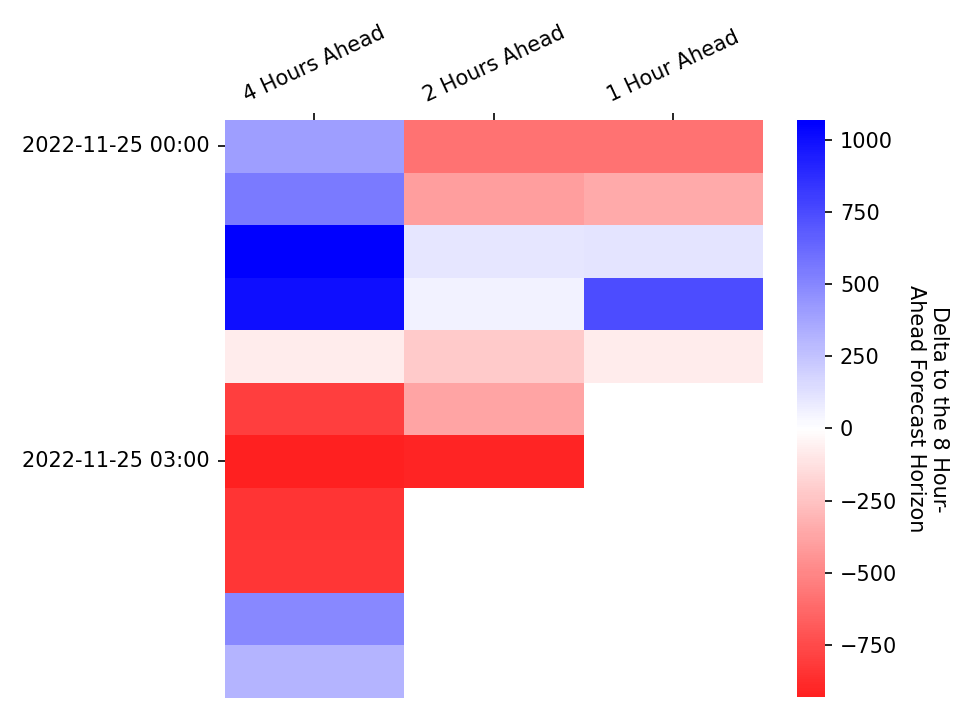 4 Hours Ahead
2 Hours Ahead
1 Hour Ahead
2022-11-25 00:00
2022-11-25 03:00
1000
750
500
250
0
−250
−500
−750
Delta to the 8 Hour-
Ahead Forecast Horizon